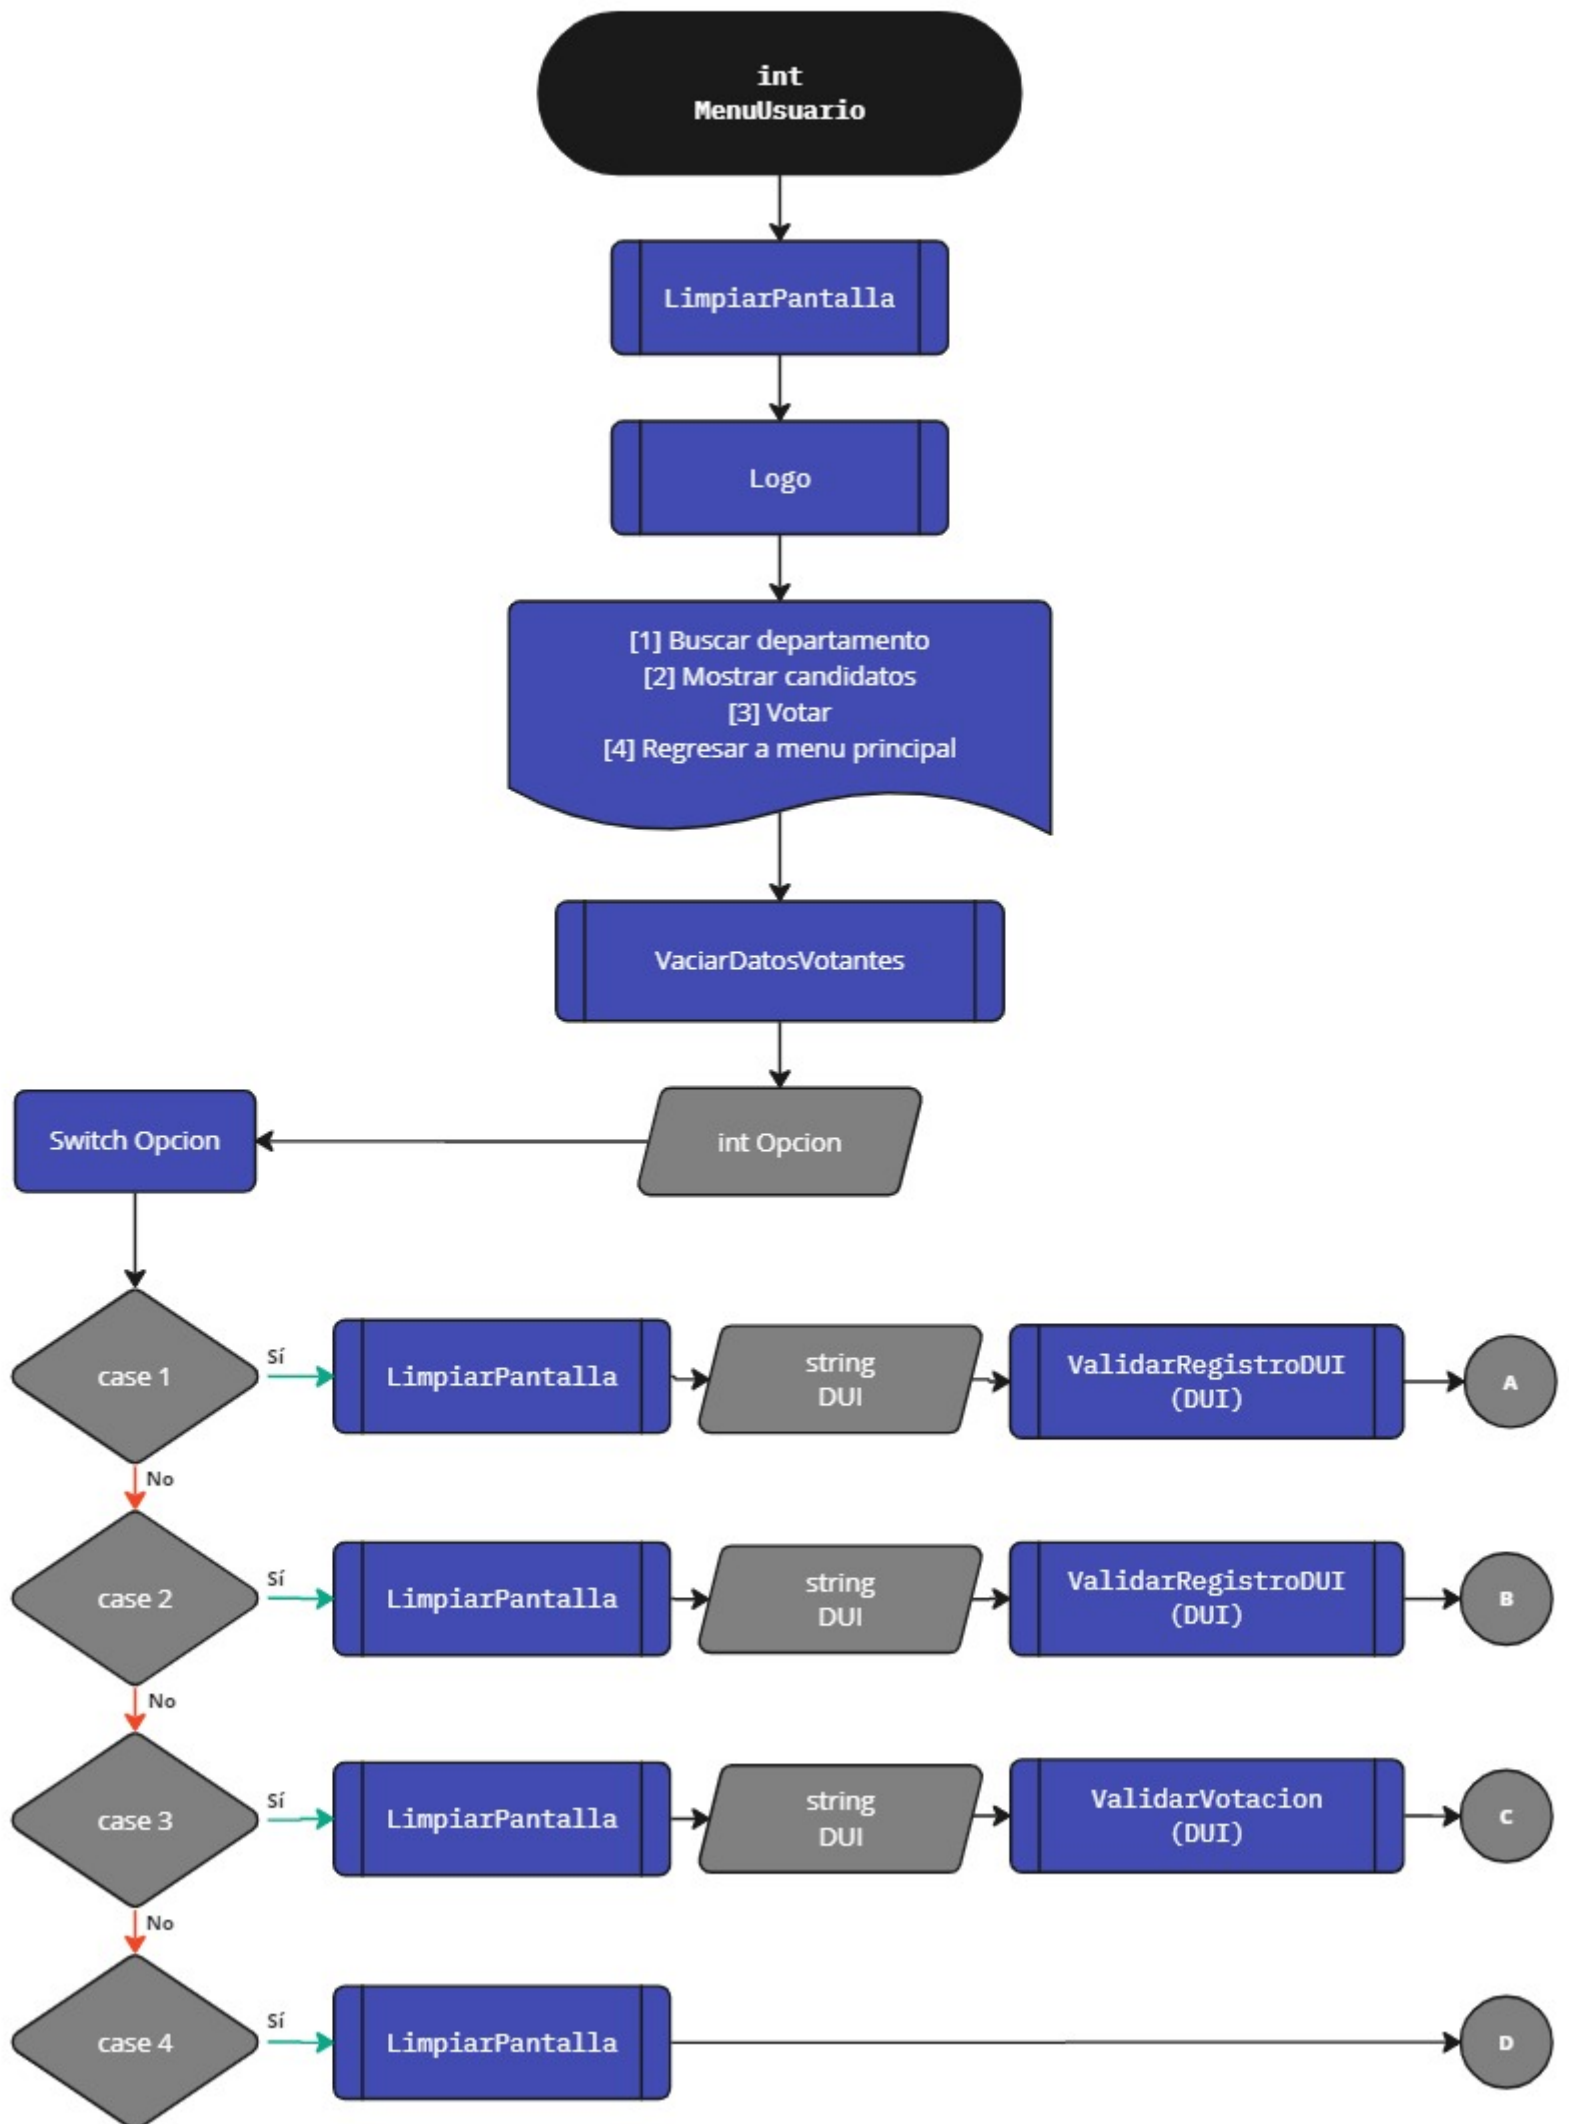 int
MenuUsuario
LimpiarPantalla
Logo
[1] Buscar departamento
[2] Mostrar candidatos
[3] Votar
[4] Regresar a menu principal
VaciarDatosVotantes
Switch Opcion
int Opcion
case 1
Sí
LimpiarPantalla
string
DUI
ValidarRegistroDUI
(DUI)
A
No
case 2
Sí
LimpiarPantalla
string
DUI
ValidarRegistroDUI
(DUI)
B
No
case 3
Sí
LimpiarPantalla
string
DUI
ValidarVotacion
(DUI)
C
No
case 4
Sí
LimpiarPantalla
D